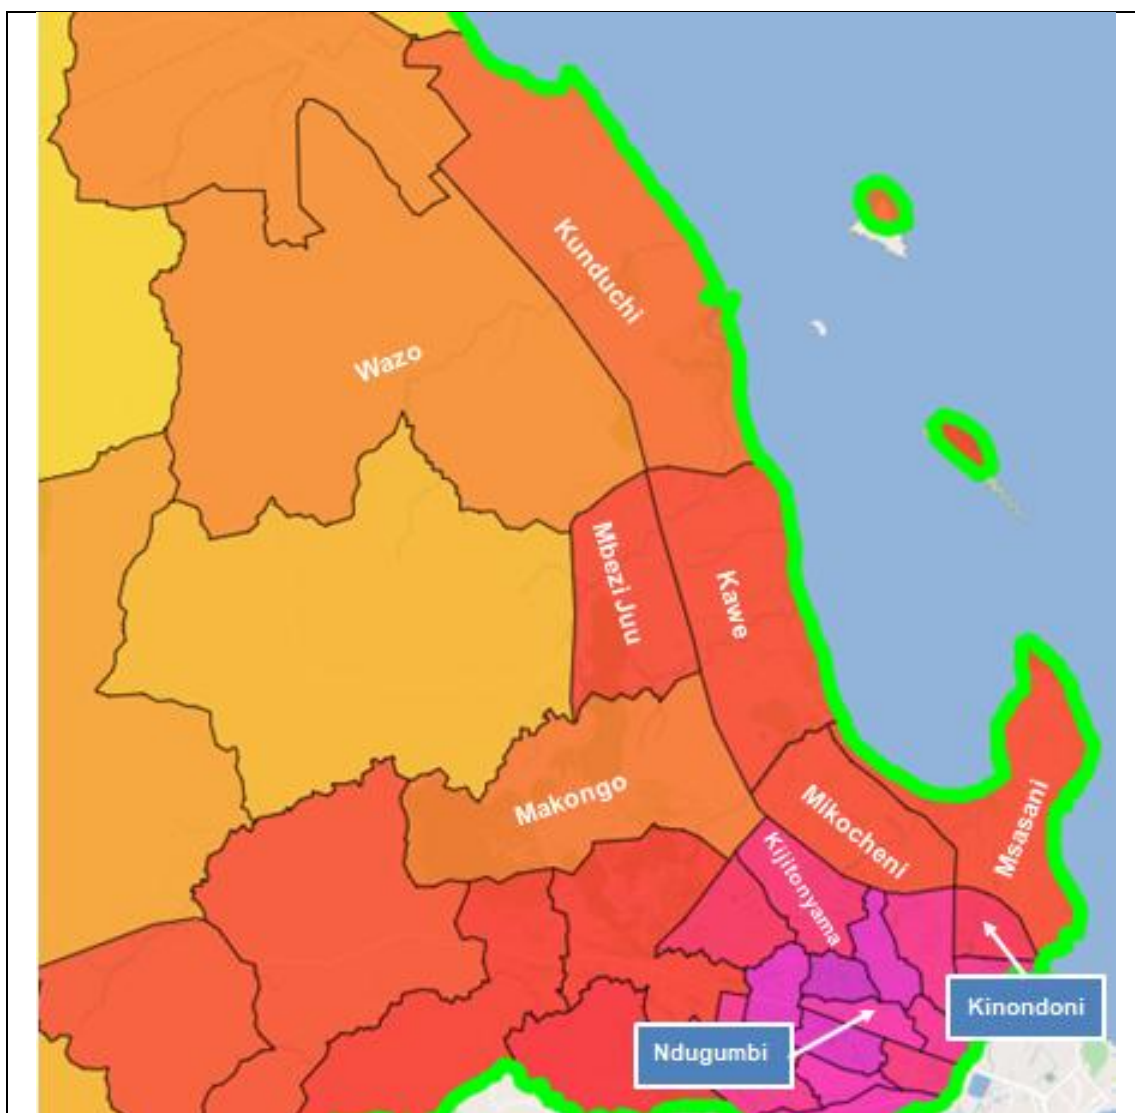 Kunduchi
Wazo
Mbezi Juu
Kawe
Makongo
Mikocheni
Msasani
Kijitonyama
Kinondoni
Ndugumbi